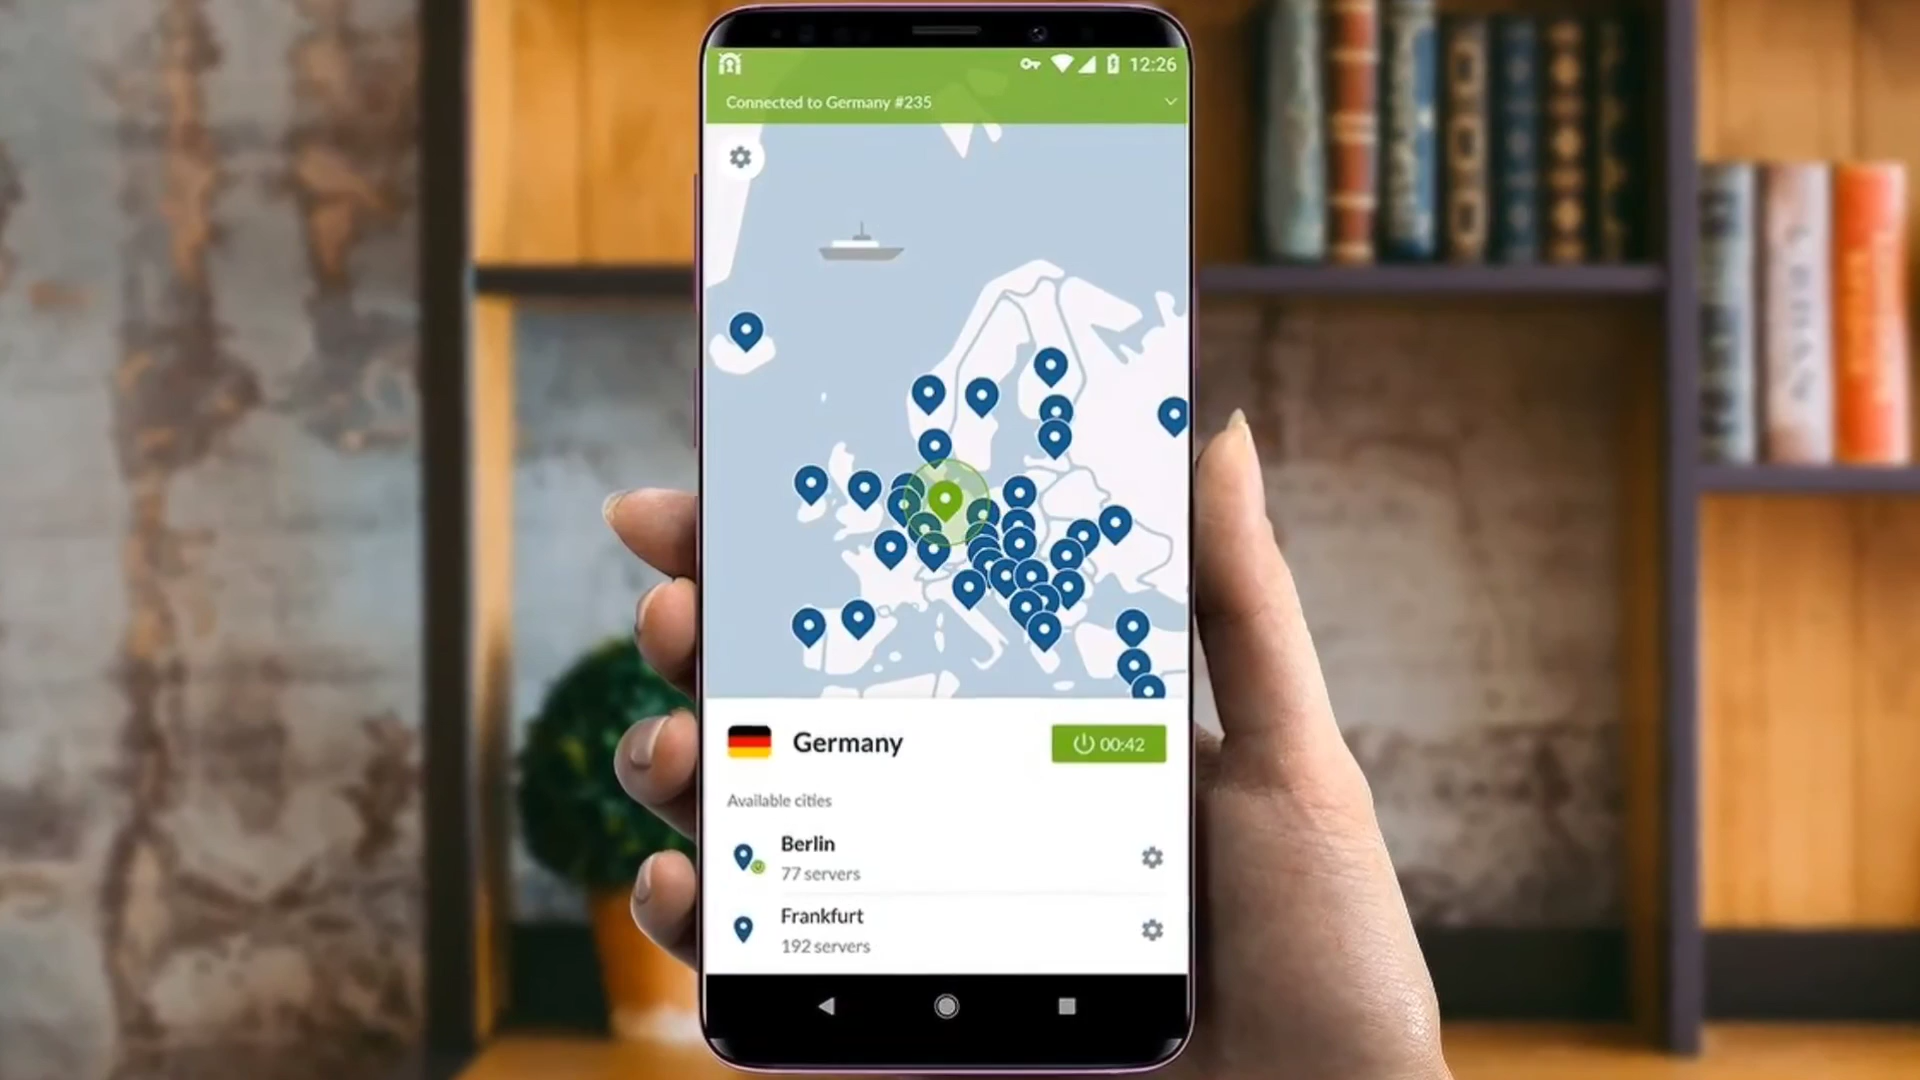 12:26
Connected to Germany #235
Germany
00:42
Available cities
Berlin
77 servers
Frankfurt
192 servers